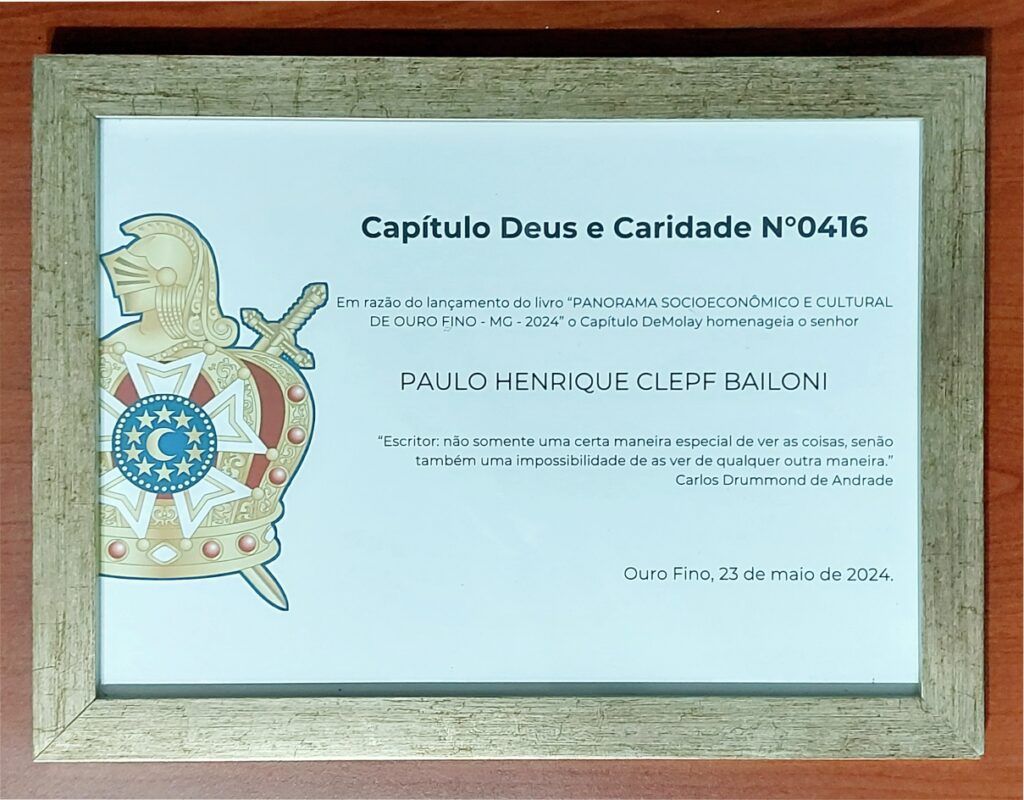 Capítulo Deus e Caridade N°0416
Em razão do lançamento do livro “PANORAMA SOCIOECONÔMICO E CULTURAL
DE OURO FINO - MG - 2024” o Capítulo DeMolay homenageia o senhor
PAULO HENRIQUE CLEPF BAILONI
“Escritor: não somente uma certa maneira especial de ver as coisas, senão
também uma impossibilidade de as ver de qualquer outra maneira.”
Carlos Drummond de Andrade
Ouro Fino, 23 de maio de 2024.